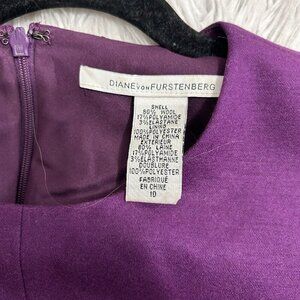 DIANE VON FURSTENBERG
SHELL
80% WOOL
17%POLYAMIDE
3%ELASTANE
LINING
100%POLYESTER
MADE IN CHINA
EXTERIEUR
80% LAINE
17%POLYAMIDE
3%ELASTHANNE
DOUBLURE
100%POLYESTER
FABRIQUÉ
EN CHINE
10